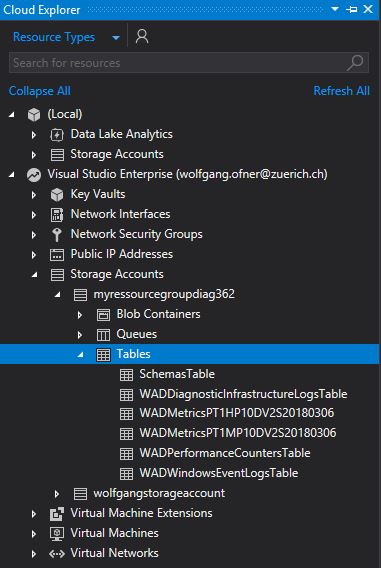 Cloud Explorer
Resource Types
Search for resources
Collapse All Refresh All
(Local)
Data Lake Analytics
Storage Accounts
Visual Studio Enterprise (wolfgang.ofner@zuerich.ch)
Key Vaults
Network Interfaces
Network Security Groups
Public IP Addresses
Storage Accounts
myressourcegroupdiag362
Blob Containers
Queues
Tables
SchemasTable
WADDiagnosticInfrastructureLogsTable
WADMetricsPT1HP10DV2S20180306
WADMetricsPT1MP10DV2S20180306
WADPerformanceCountersTable
WADWindowsEventLogsTable
wolfgangstorageaccount
Virtual Machine Extensions
Virtual Machines
Virtual Networks